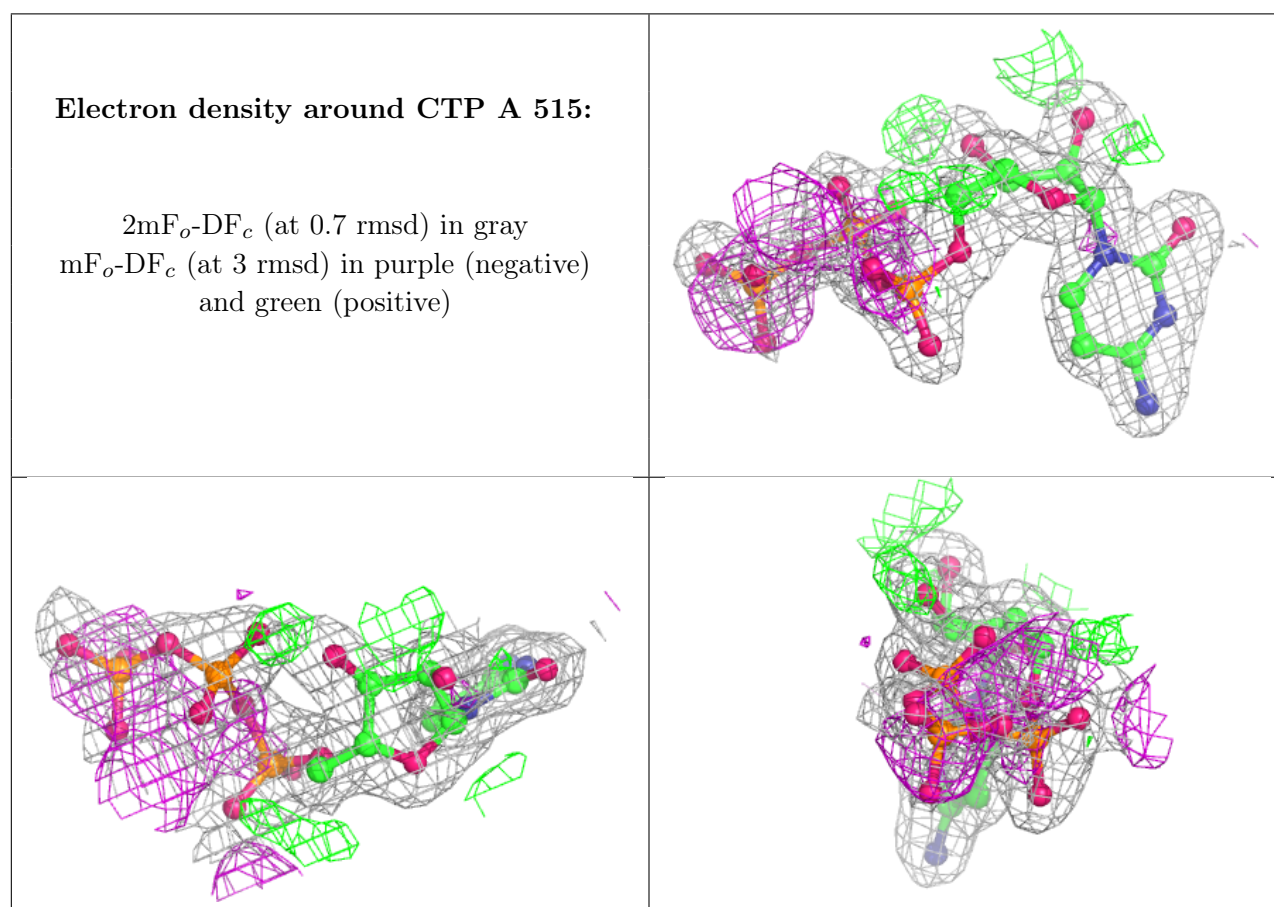 Electron density around CTP A 515:
2mFo-DFc (at 0.7 rmsd) in gray
mFo-DFc (at 3 rmsd) in purple (negative)
and green (positive)